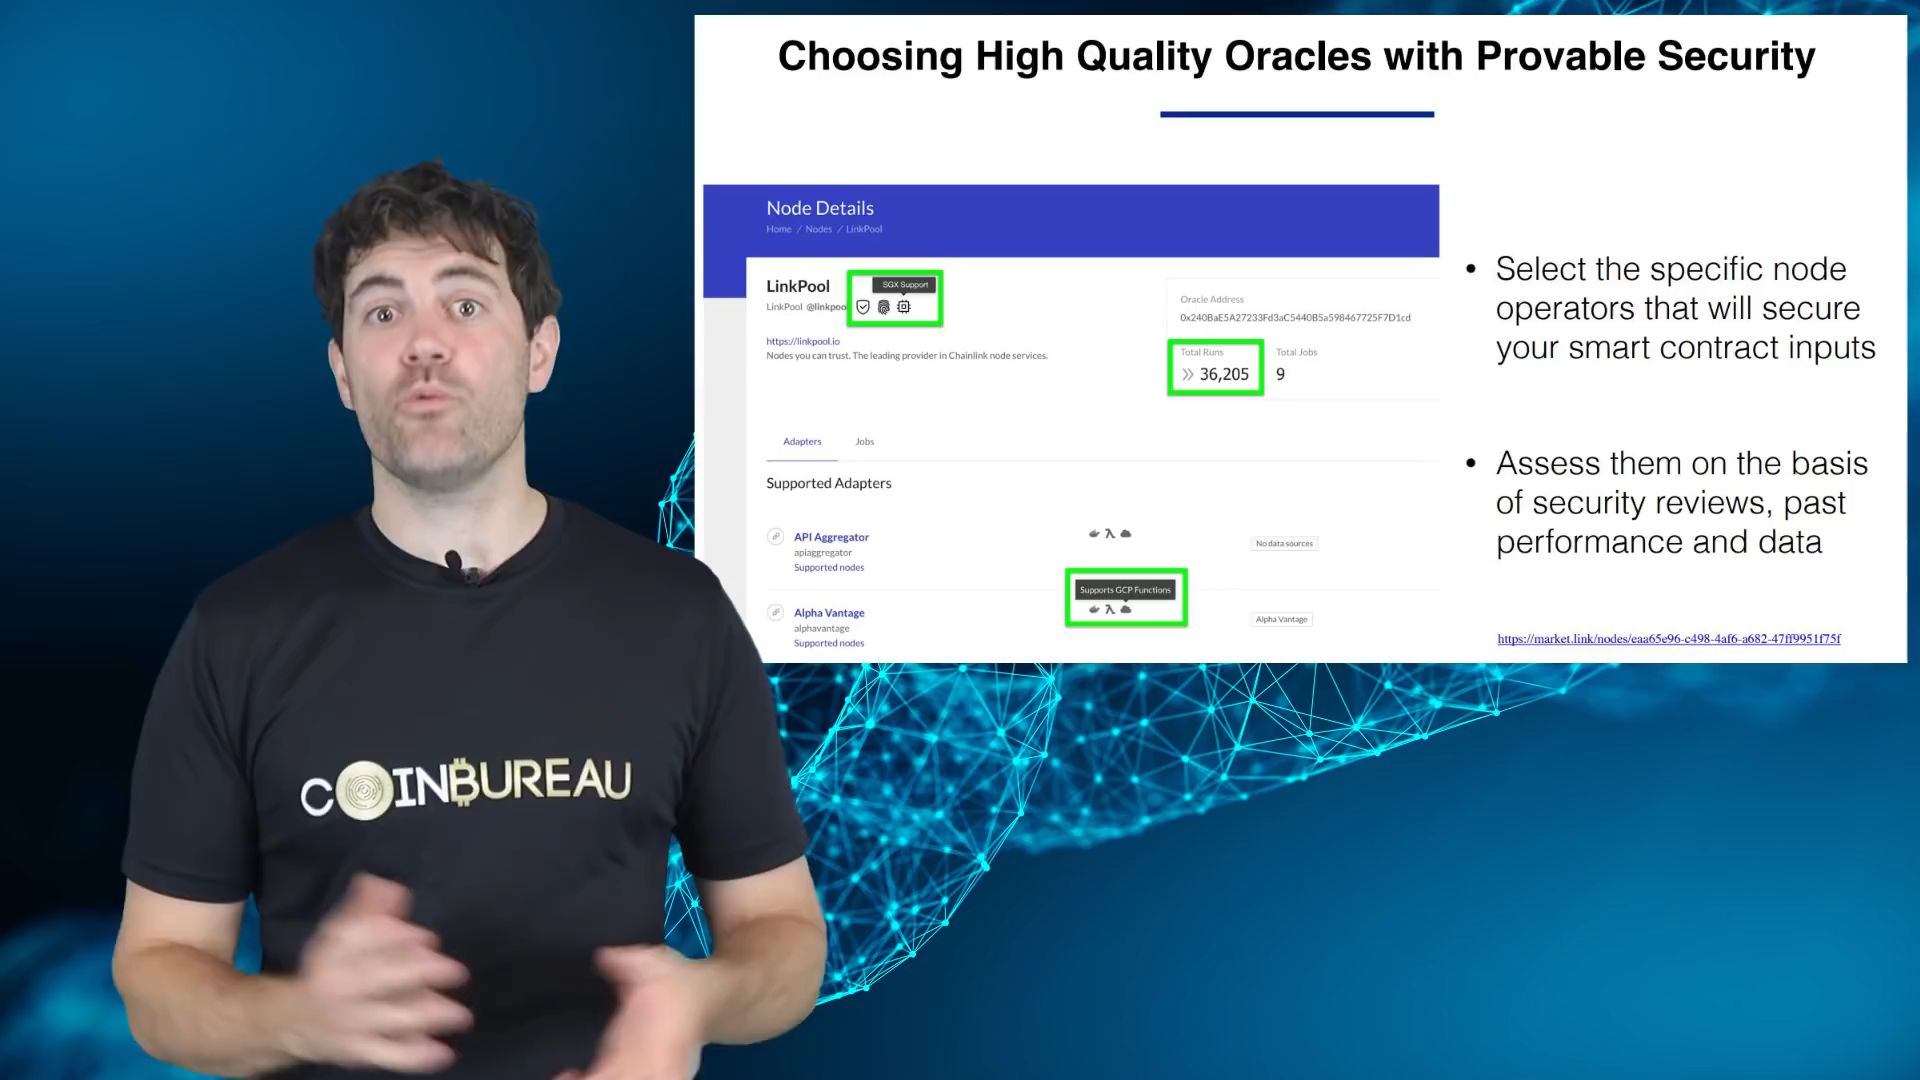 Choosing High Quality Oracles with Provable Security
Node Details
Home / Nodes / LinkPool
LinkPool
SGX Support
LinkPool @linkpoo
https://linkpool.io
Nodes you can trust. The leading provider in Chainlink node services.
Oracle Address
0x240BaE5A27233Fd3aC5440B5a598467725F7D1cd
Total Runs
Total Jobs
36,205
9
Adapters
Jobs
Supported Adapters
API Aggregator
apiaggregator
Supported nodes
No data sources
Supports GCP Functions
Alpha Vantage
alphavantage
Supported nodes
Alpha Vantage
• Select the specific node
operators that will secure
your smart contract inputs
• Assess them on the basis
of security reviews, past
performance and data
https://market.link/nodes/eaa65e96-c498-4af6-a682-47ff9951f75f
COINBUREAU